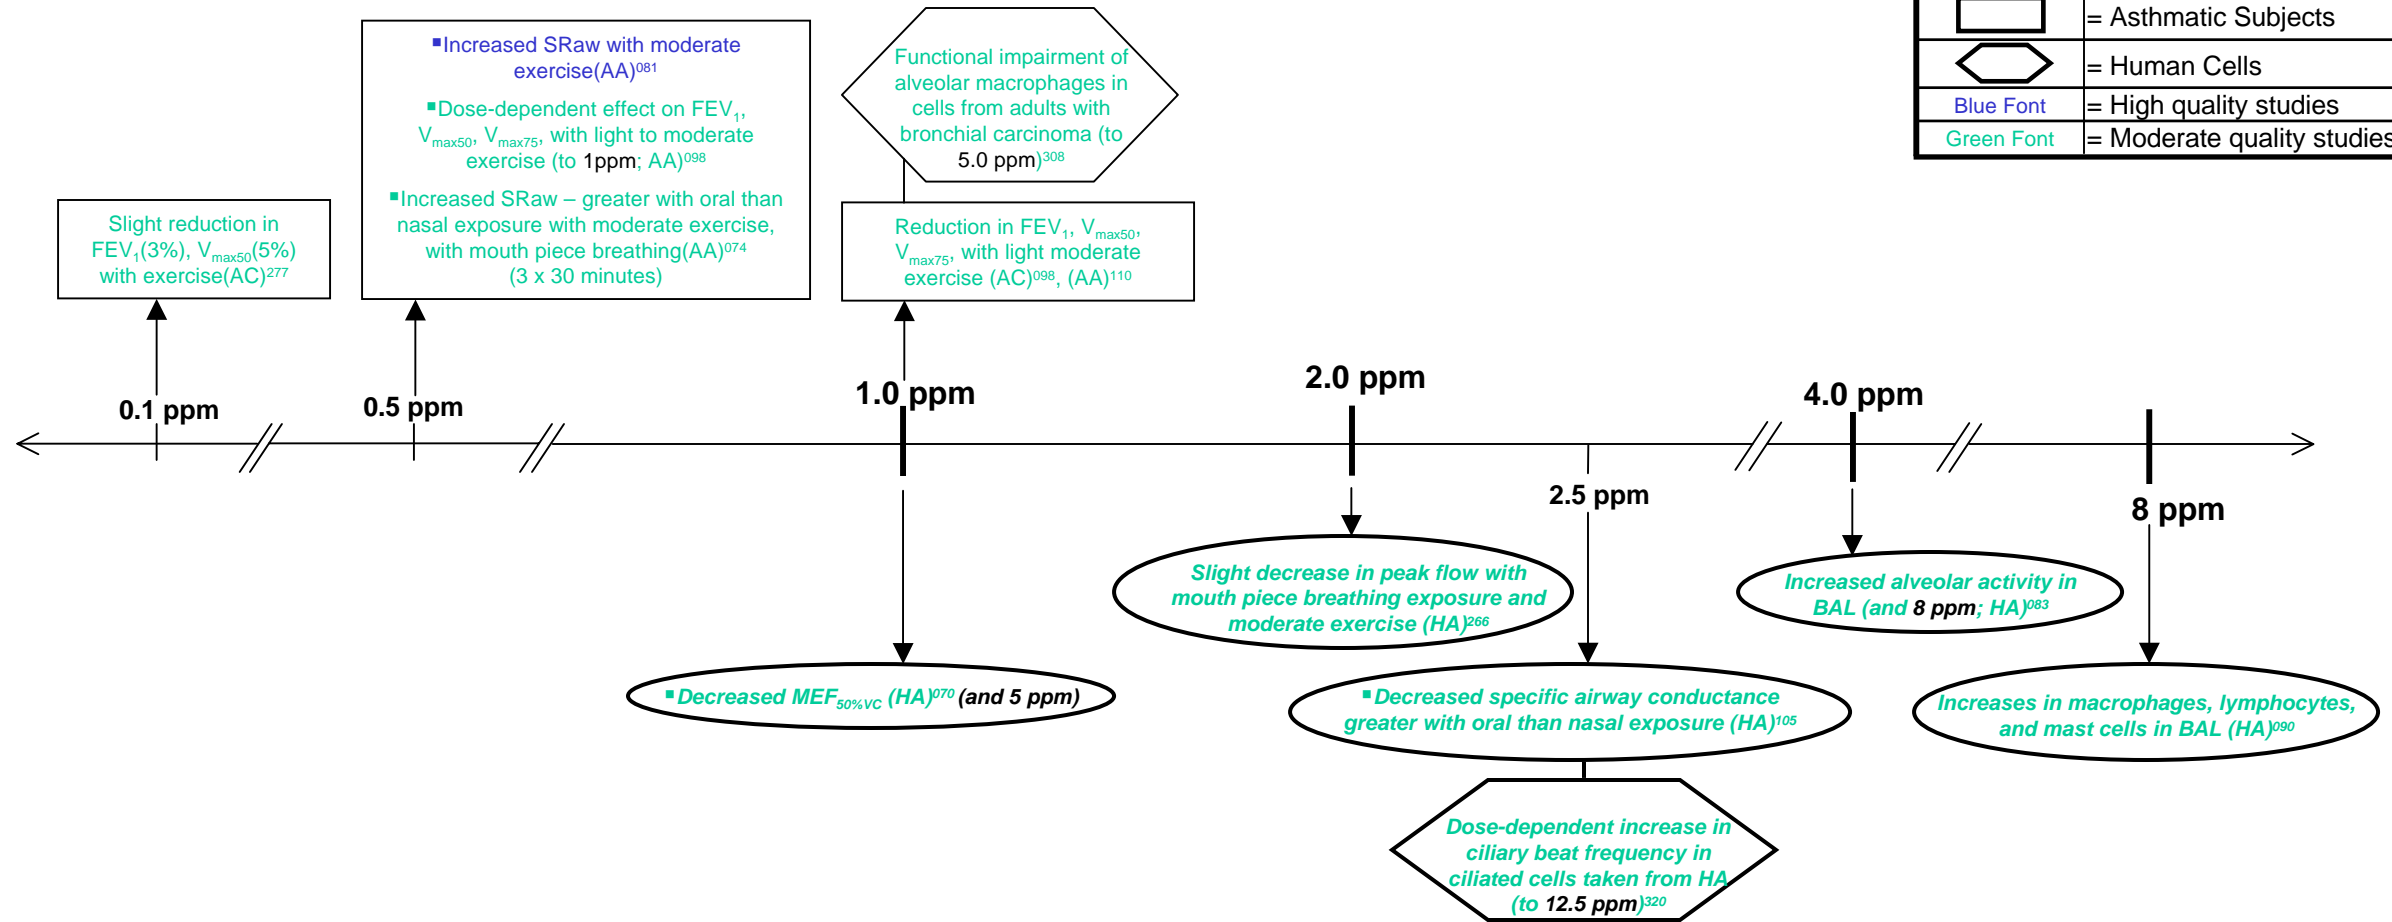 = Asthmatic Subjects
= Human Cells
Blue Font = High quality studies
Green Font = Moderate quality studies
▪Increased SRaw with moderate
exercise(AA)081
▪Dose-dependent effect on FEV1,
Vmax50, Vmax75, with light to moderate
exercise (to 1ppm; AA)098
▪Increased SRaw – greater with oral than
nasal exposure with moderate exercise,
with mouth piece breathing(AA)074
(3 x 30 minutes)
Functional impairment of
alveolar macrophages in
cells from adults with
bronchial carcinoma (to
5.0 ppm)308
Slight reduction in
FEV1(3%), Vmax50(5%)
with exercise(AC)277
Reduction in FEV1, Vmax50,
Vmax75, with light moderate
exercise (AC)098, (AA)110
0.1 ppm
0.5 ppm
1.0 ppm
2.0 ppm
4.0 ppm
2.5 ppm
8 ppm
Slight decrease in peak flow with
mouth piece breathing exposure and
moderate exercise (HA)266
Increased alveolar activity in
BAL (and 8 ppm; HA)083
▪Decreased MEF50%VC (HA)070 (and 5 ppm)
▪Decreased specific airway conductance
greater with oral than nasal exposure (HA)105
Increases in macrophages, lymphocytes,
and mast cells in BAL (HA)090
Dose-dependent increase in
ciliary beat frequency in
ciliated cells taken from HA
(to 12.5 ppm)320